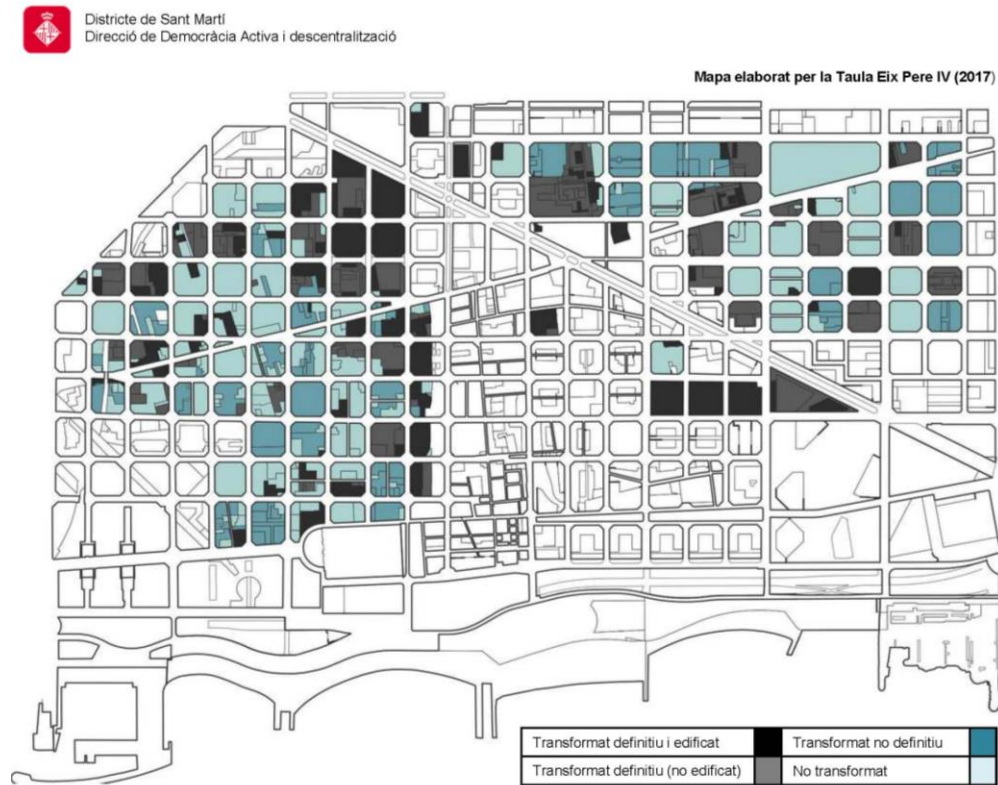 Districte de Sant Martí
Direcció de Democràcia Activa i descentralització
Mapa elaborat per la Taula Eix Pere IV (2017)
Transformat definitiu i edificat
Transformat no definitiu
Transformat definitiu (no edificat)
No transformat